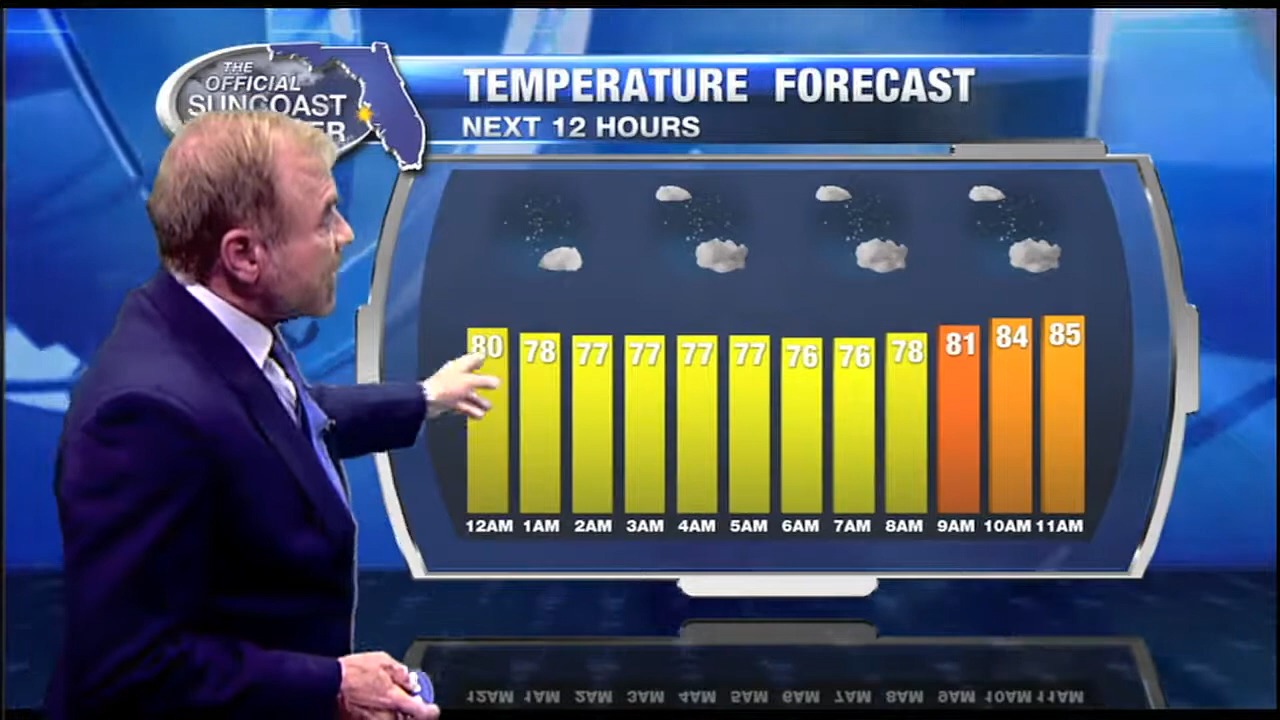 THE
OFFICIAL
SUNCOAST
ER
TEMPERATURE FORECAST
NEXT 12 HOURS
80 78 77 77 77 77 76 76 78 81 84 85
12AM 1AM 2AM 3AM 4AM 5AM 6AM 7AM 8AM 9AM 10AM 11AM